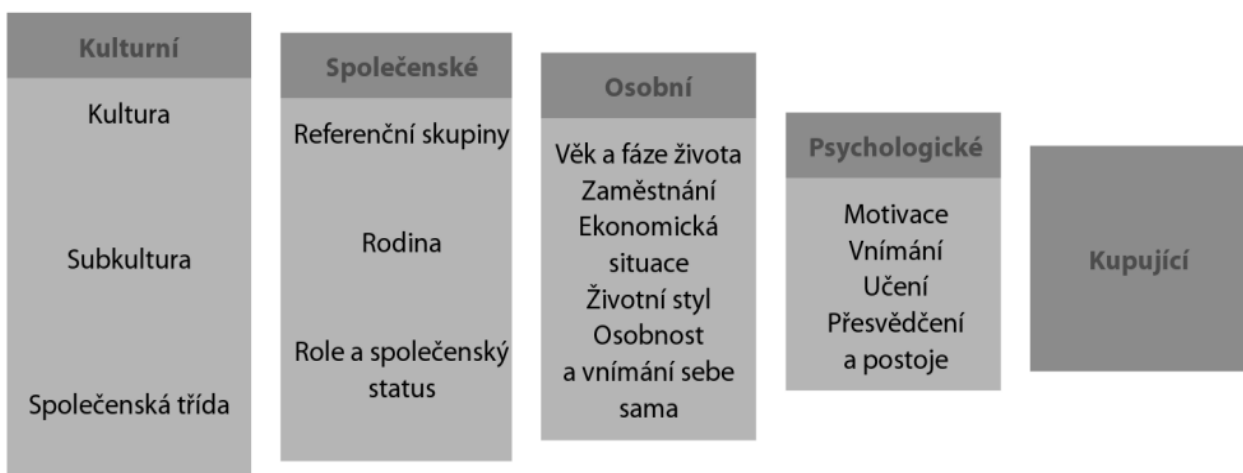 Kulturní
Kultura
Subkultura
Společenská třída
Společenské
Referenční skupiny
Rodina
Role a společenský
status
Osobní
Věk a fáze života
Zaměstnání
Ekonomická
situace
Životní styl
Osobnost
a vnímání sebe
sama
Psychologické
Motivace
Vnímání
Učení
Přesvědčení
a postoje
Kupující